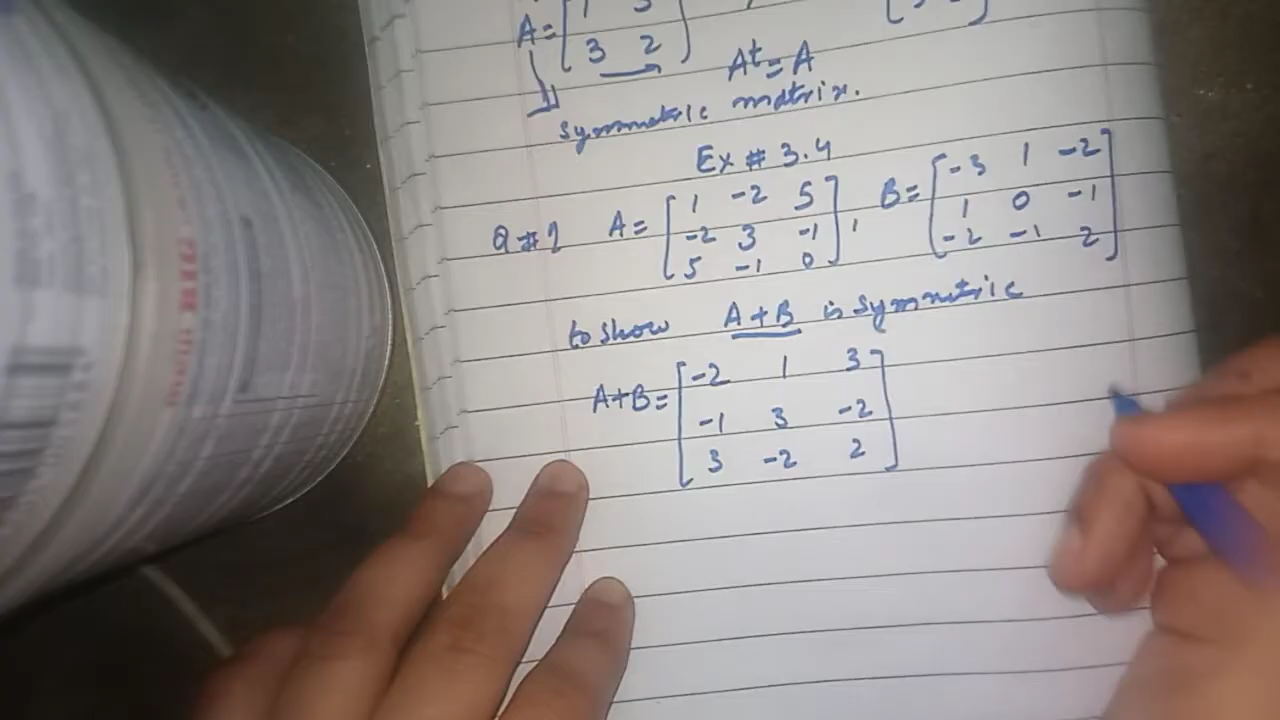 A = [1 3
3 2]
Aᵗ = A
symmetric matrix.
Ex # 3.4
Q # 1 A = [1 -2 5 , B = [-3 1 -2
-2 3 -1 1 0 -1
5 -1 0] -2 -1 2]
to show A + B is symmetric
A+B = [-2 1 3
-1 3 -2
3 -2 2]